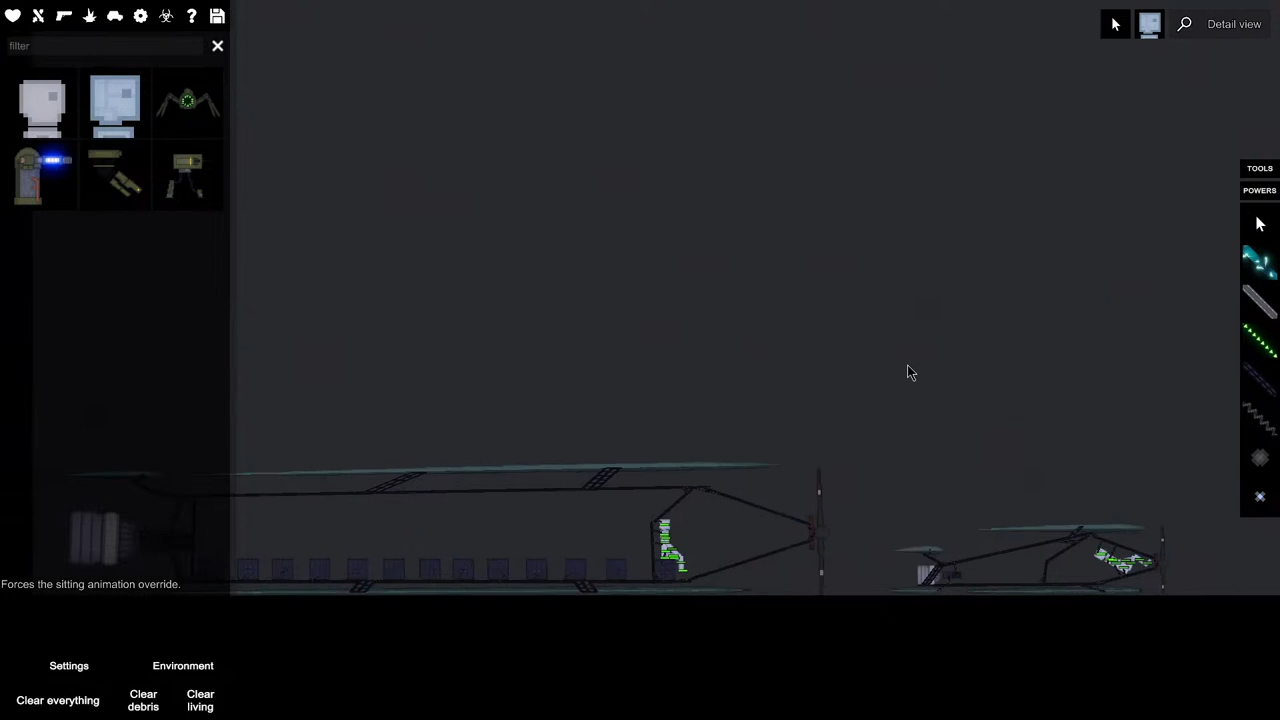 filter
Detail view
TOOLS
POWERS
Forces the sitting animation override.
Settings
Environment
Clear everything
Clear
debris
Clear
living